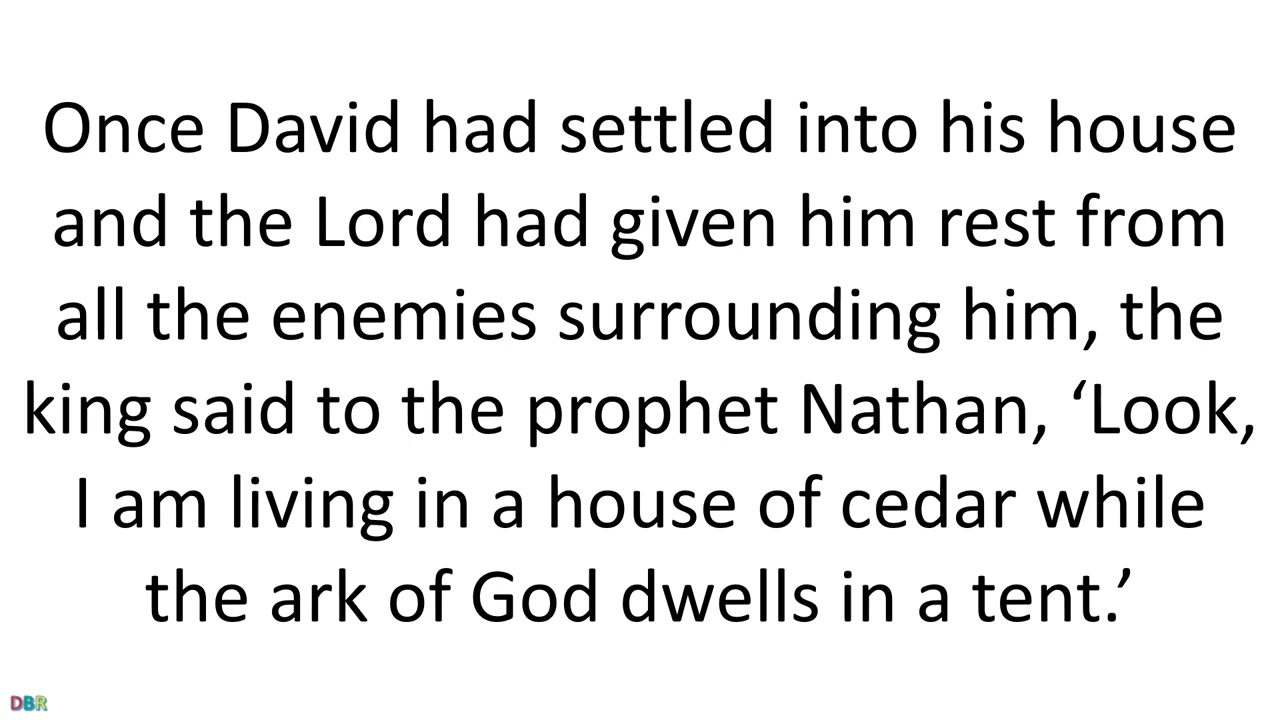 Once David had settled into his house
and the Lord had given him rest from
all the enemies surrounding him, the
king said to the prophet Nathan, ‘Look,
I am living in a house of cedar while
the ark of God dwells in a tent.’
DBR